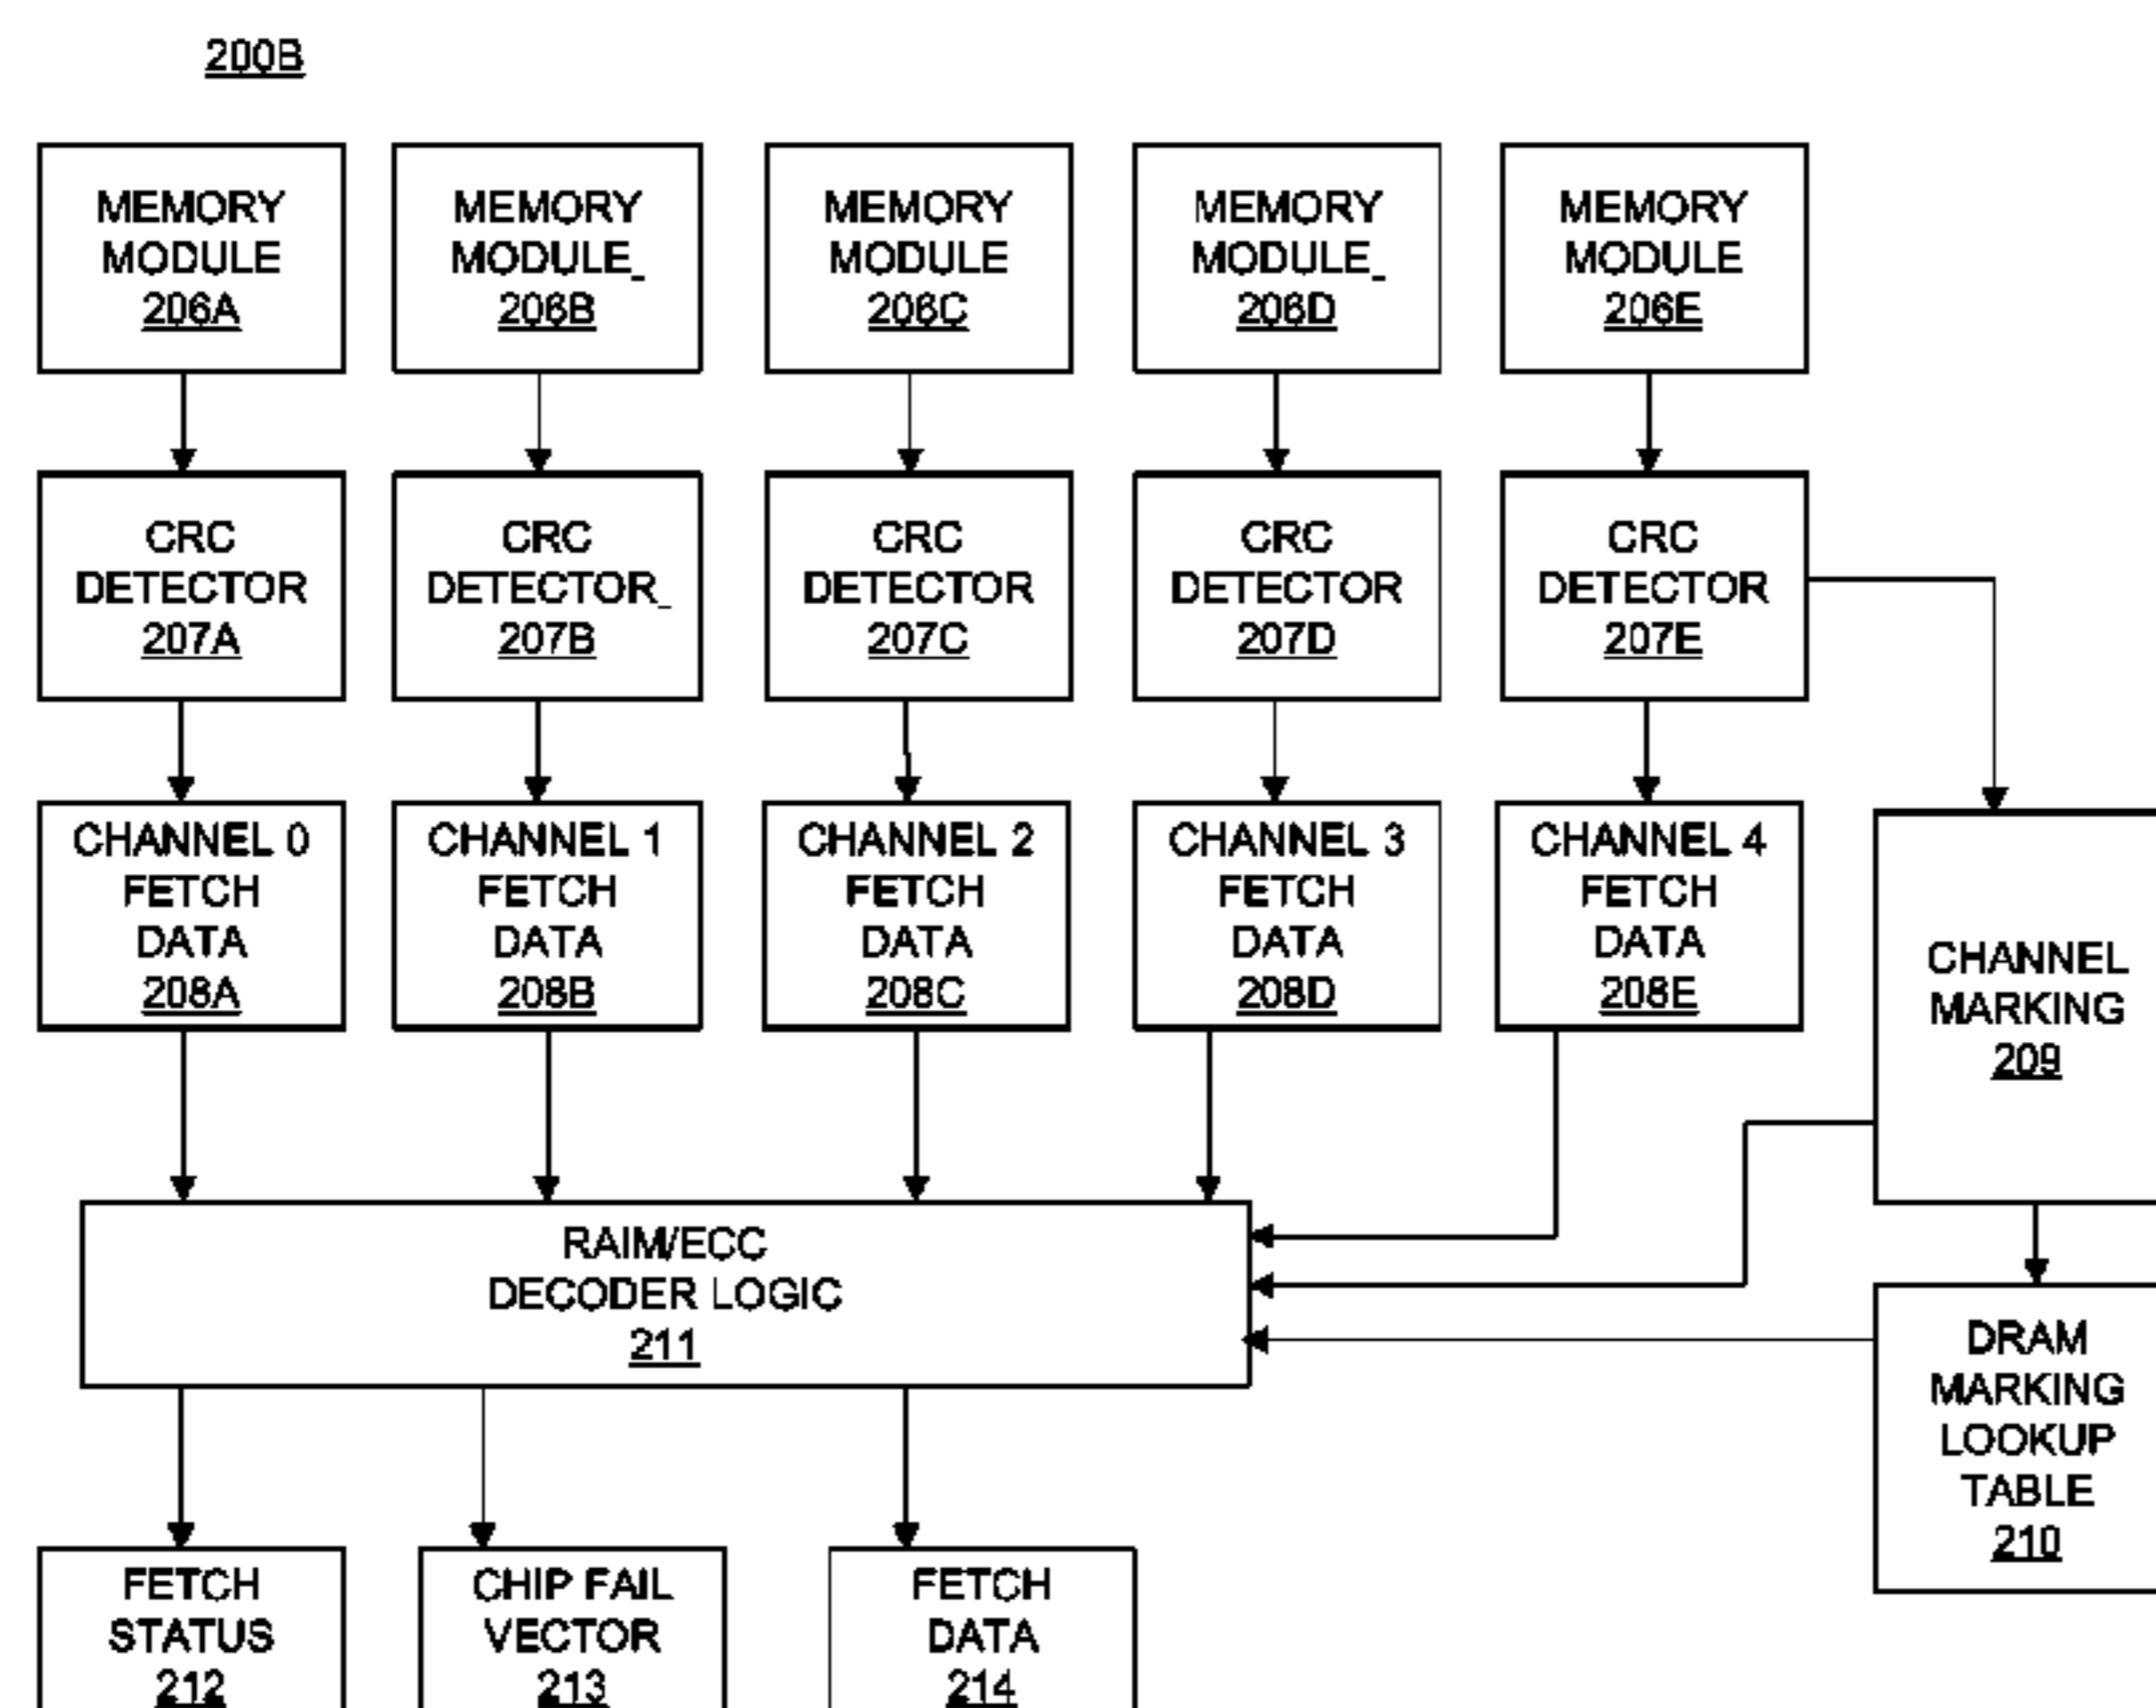 200B
MEMORY
MODULE
206A
MEMORY
MODULE_
206B
MEMORY
MODULE
206C
MEMORY
MODULE_
206D
MEMORY
MODULE
206E
CRC
DETECTOR
207A
CRC
DETECTOR_
207B
CRC
DETECTOR
207C
CRC
DETECTOR
207D
CRC
DETECTOR
207E
CHANNEL 0
FETCH
DATA
208A
CHANNEL 1
FETCH
DATA
208B
CHANNEL 2
FETCH
DATA
208C
CHANNEL 3
FETCH
DATA
208D
CHANNEL 4
FETCH
DATA
208E
CHANNEL
MARKING
209
RAIM/ECC
DECODER LOGIC
211
DRAM
MARKING
LOOKUP
TABLE
210
FETCH
STATUS
212
CHIP FAIL
VECTOR
213
FETCH
DATA
214